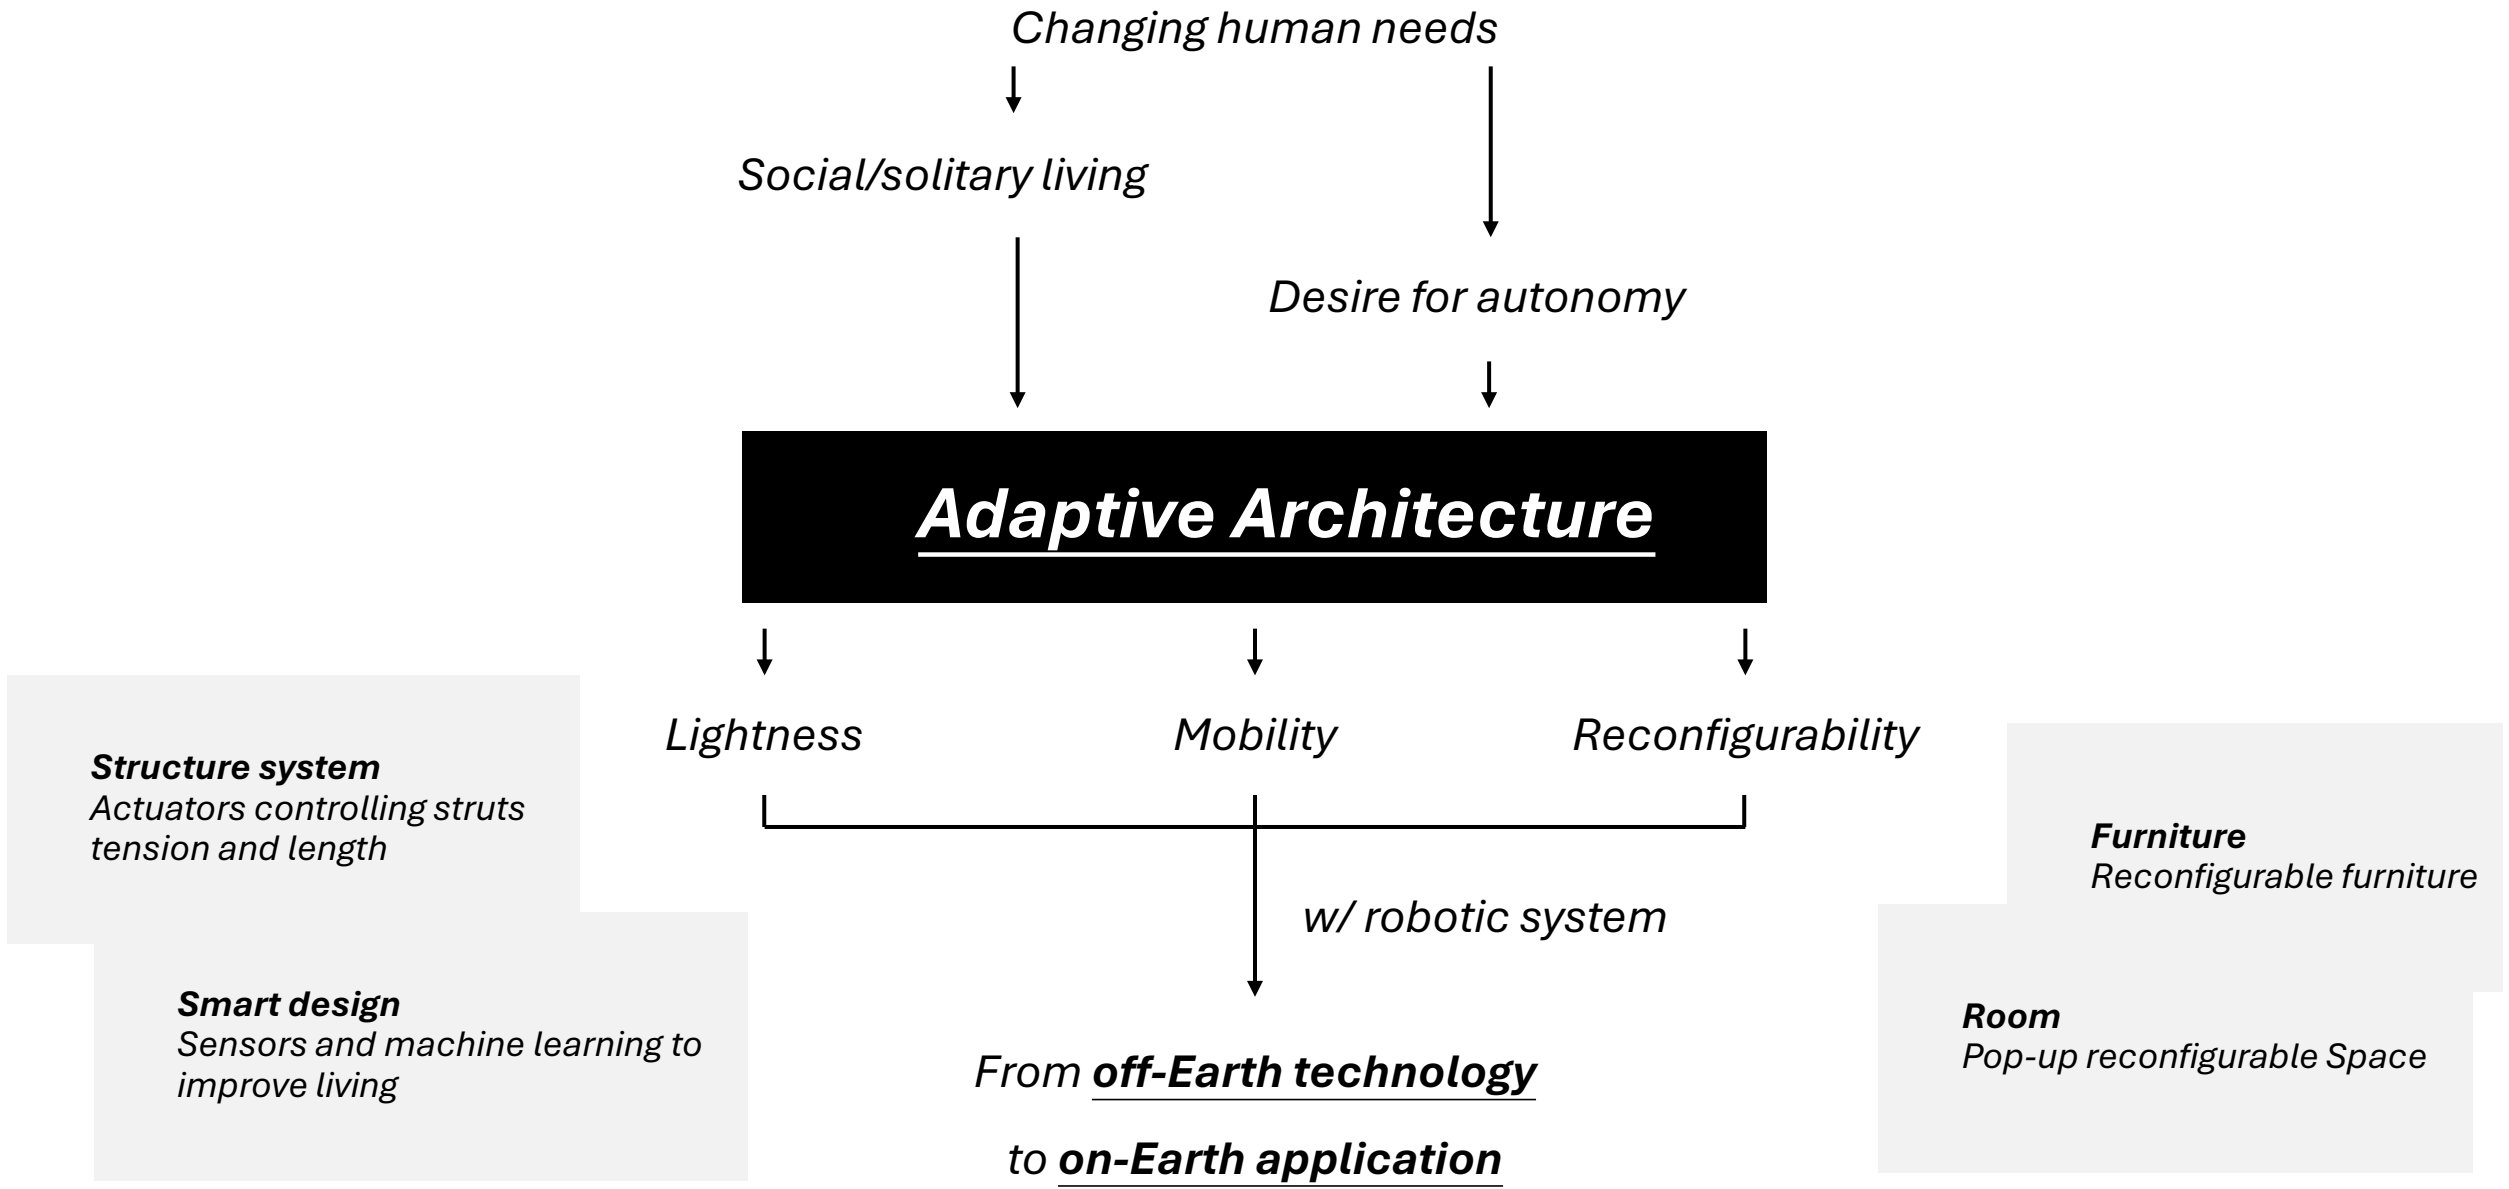 Changing human needs
Social/solitary living
Desire for autonomy
Adaptive Architecture
Lightness
Mobility
Reconfigurability
Structure system
Actuators controlling struts
tension and length
Smart design
Sensors and machine learning to
improve living
w/ robotic system
From off-Earth technology
to on-Earth application
Furniture
Reconfigurable furniture
Room
Pop-up reconfigurable Space